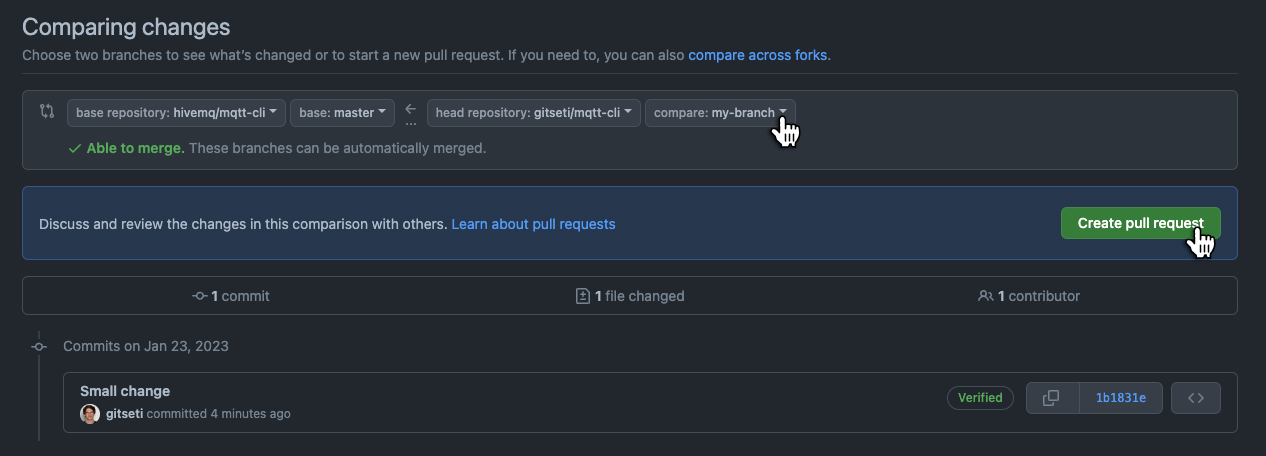 Comparing changes
Choose two branches to see what's changed or to start a new pull request. If you need to, you can also compare across forks.
base repository: hivemq/mqtt-cli base: master ← ... head repository: gitseti/mqtt-cli compare: my-branch
✓ Able to merge. These branches can be automatically merged.
Discuss and review the changes in this comparison with others. Learn about pull requests Create pull request
1 commit 1 file changed 1 contributor
Commits on Jan 23, 2023
Small change
gitseti committed 4 minutes ago Verified 1b1831e <>